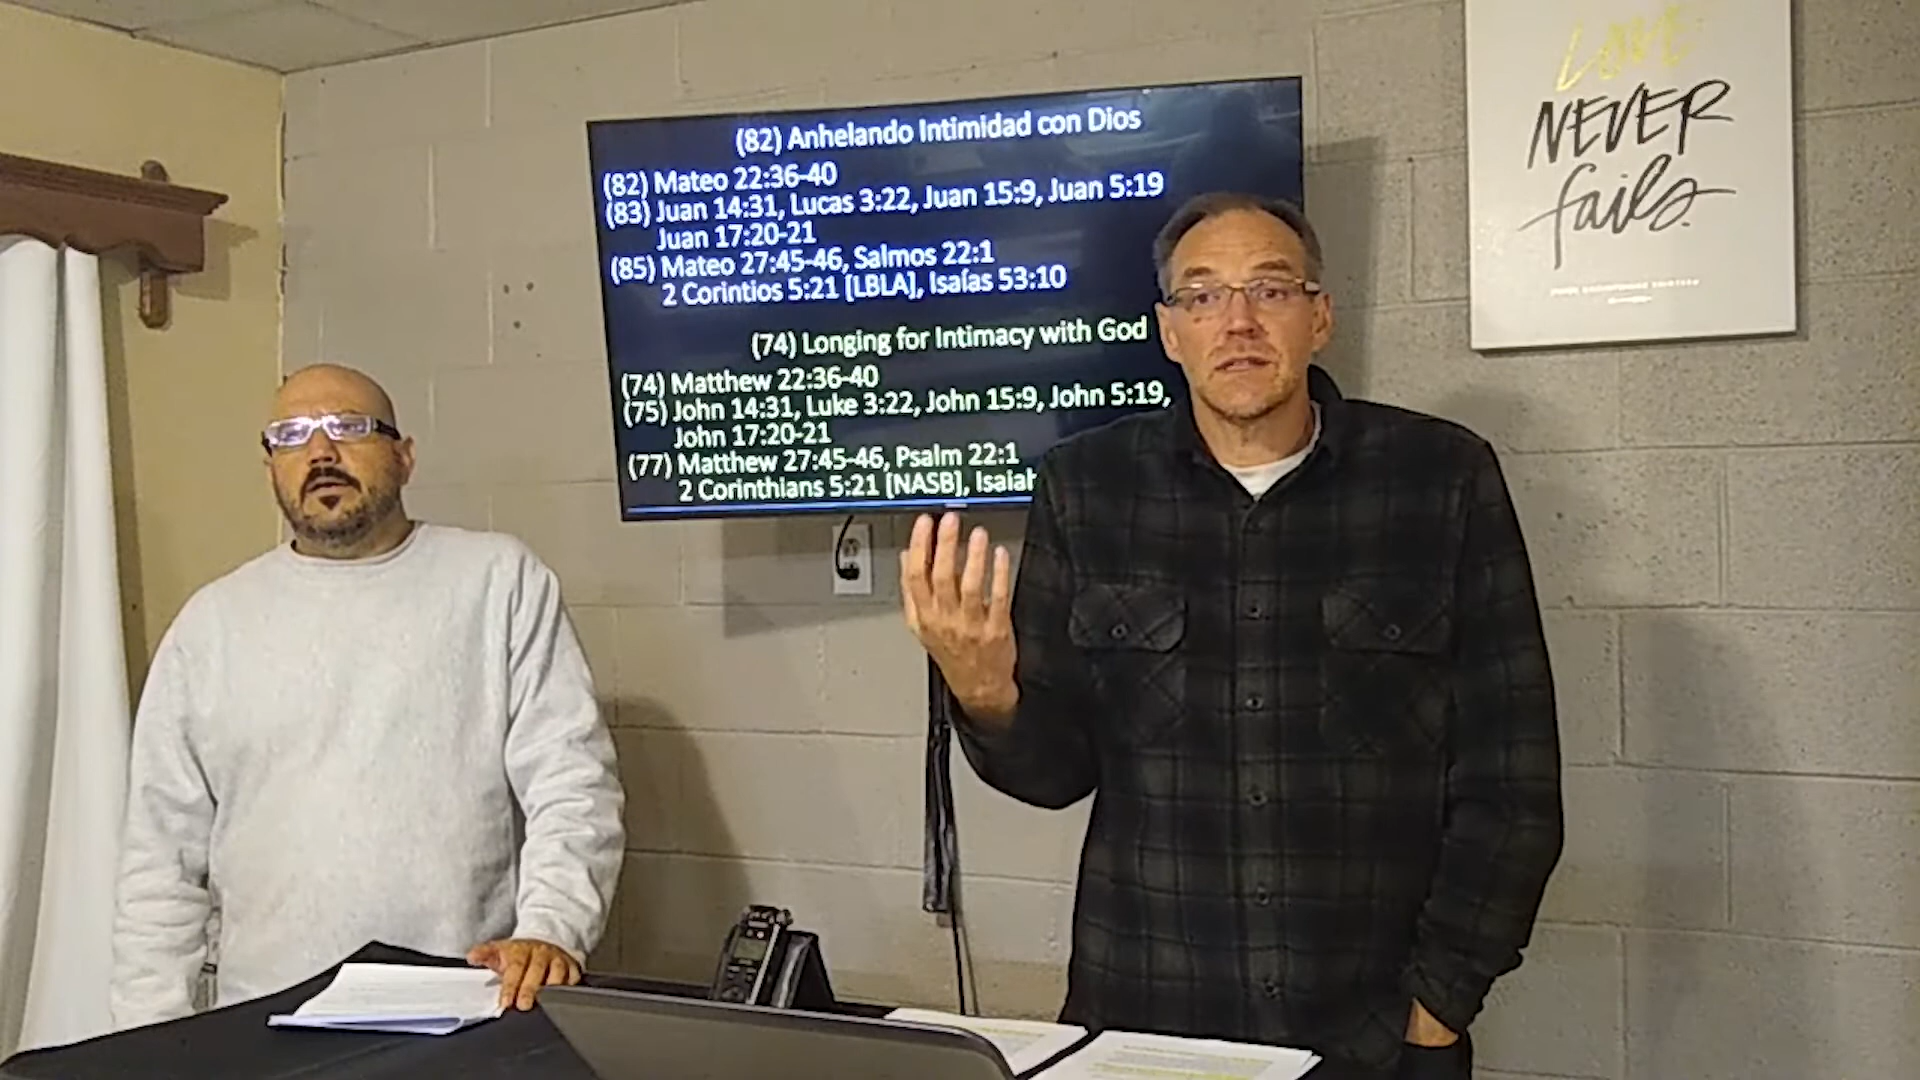 (82) Anhelando Intimidad con Dios
(82) Mateo 22:36-40
(83) Juan 14:31, Lucas 3:22, Juan 15:9, Juan 5:19
Juan 17:20-21
(85) Mateo 27:45-46, Salmos 22:1
2 Corintios 5:21 [LBLA], Isaías 53:10
(74) Longing for Intimacy with God
(74) Matthew 22:36-40
(75) John 14:31, Luke 3:22, John 15:9, John 5:19,
John 17:20-21
(77) Matthew 27:45-46, Psalm 22:1
2 Corinthians 5:21 [NASB], Isaiah
LOVE
NEVER
fails.